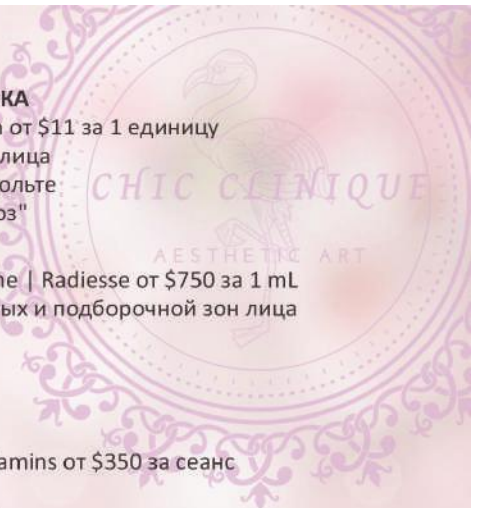 КА
от $11 за 1 единицу
лица
ольте
оз"
CHIC CLINIQUE
AESTHETIC ART
ne | Radiesse от $750 за 1 mL
ых и подборочной зон лица
amins от $350 за сеанс